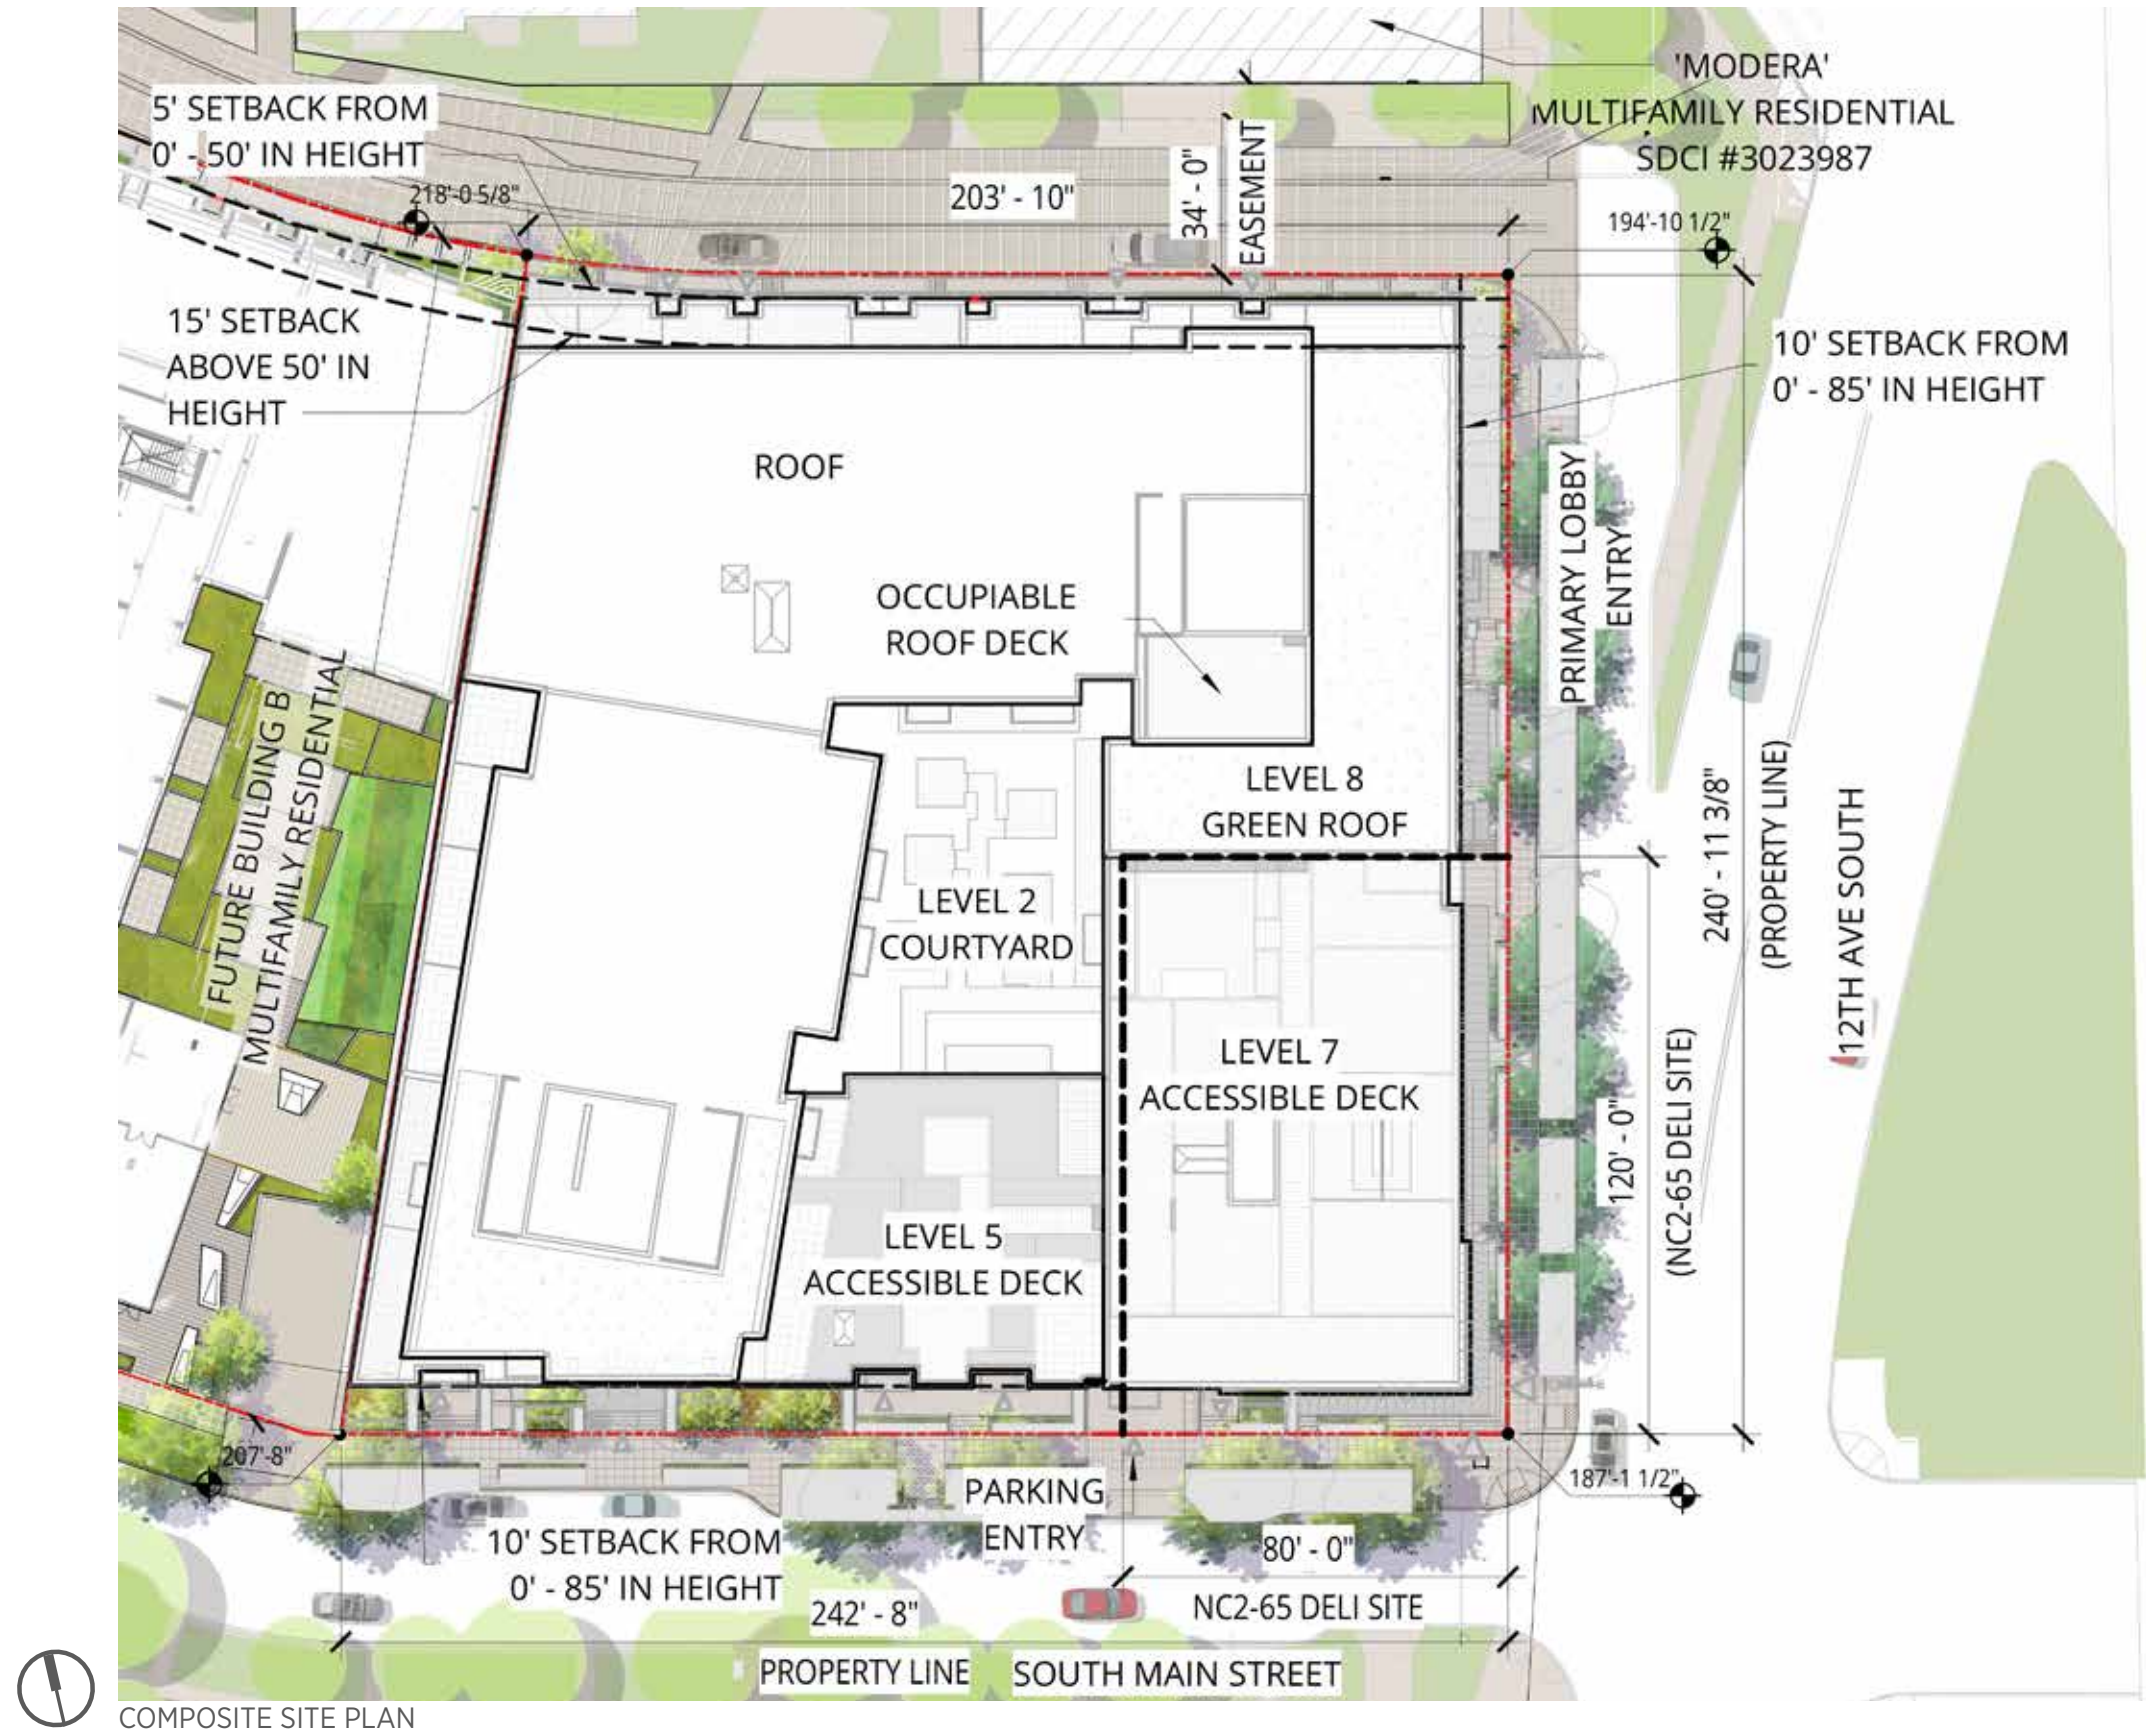 'MODERA'
MULTIFAMILY RESIDENTIAL
SDCI #3023987
5' SETBACK FROM
0' - 50' IN HEIGHT
218'-0 5/8"
203' - 10"
34' - 0"
EASEMENT
194'-10 1/2"
15' SETBACK
ABOVE 50' IN
HEIGHT
10' SETBACK FROM
0' - 85' IN HEIGHT
ROOF
PRIMARY LOBBY
ENTRY
OCCUPIABLE
ROOF DECK
FUTURE BUILDING B
MULTIFAMILY RESIDENTIAL
LEVEL 8
GREEN ROOF
240' - 11 3/8"
(PROPERTY LINE)
12TH AVE SOUTH
LEVEL 2
COURTYARD
LEVEL 7
ACCESSIBLE DECK
120' - 0"
(NC2-65 DELI SITE)
LEVEL 5
ACCESSIBLE DECK
207'-8"
187'-1 1/2"
PARKING
ENTRY
10' SETBACK FROM
0' - 85' IN HEIGHT
80' - 0"
NC2-65 DELI SITE
242' - 8"
PROPERTY LINE
SOUTH MAIN STREET
COMPOSITE SITE PLAN